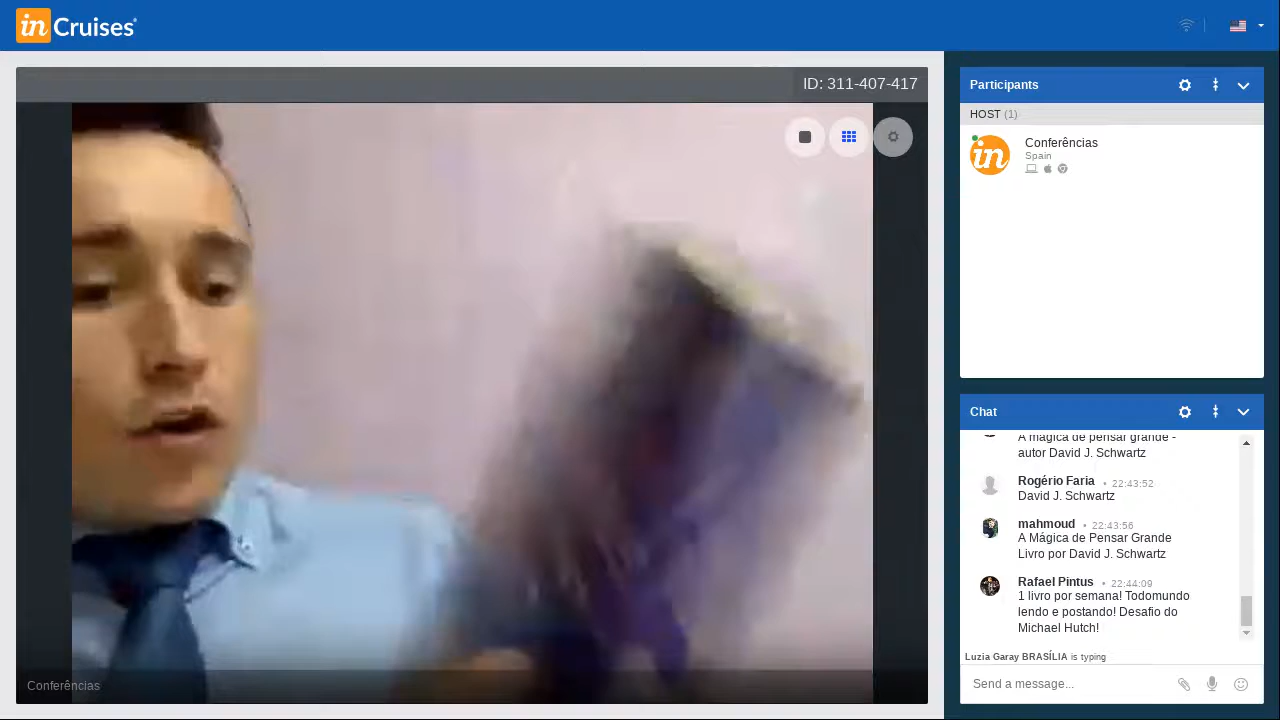 in Cruises
ID: 311-407-417
Conferências
Participants
HOST (1)
in
Conferências
Spain
Chat
A mágica de pensar grande -
autor David J. Schwartz
Rogério Faria • 22:43:52
David J. Schwartz
mahmoud • 22:43:56
A Mágica de Pensar Grande
Livro por David J. Schwartz
Rafael Pintus • 22:44:09
1 livro por semana! Todomundo
lendo e postando! Desafio do
Michael Hutch!
Luzia Garay BRASÍLIA is typing
Send a message...